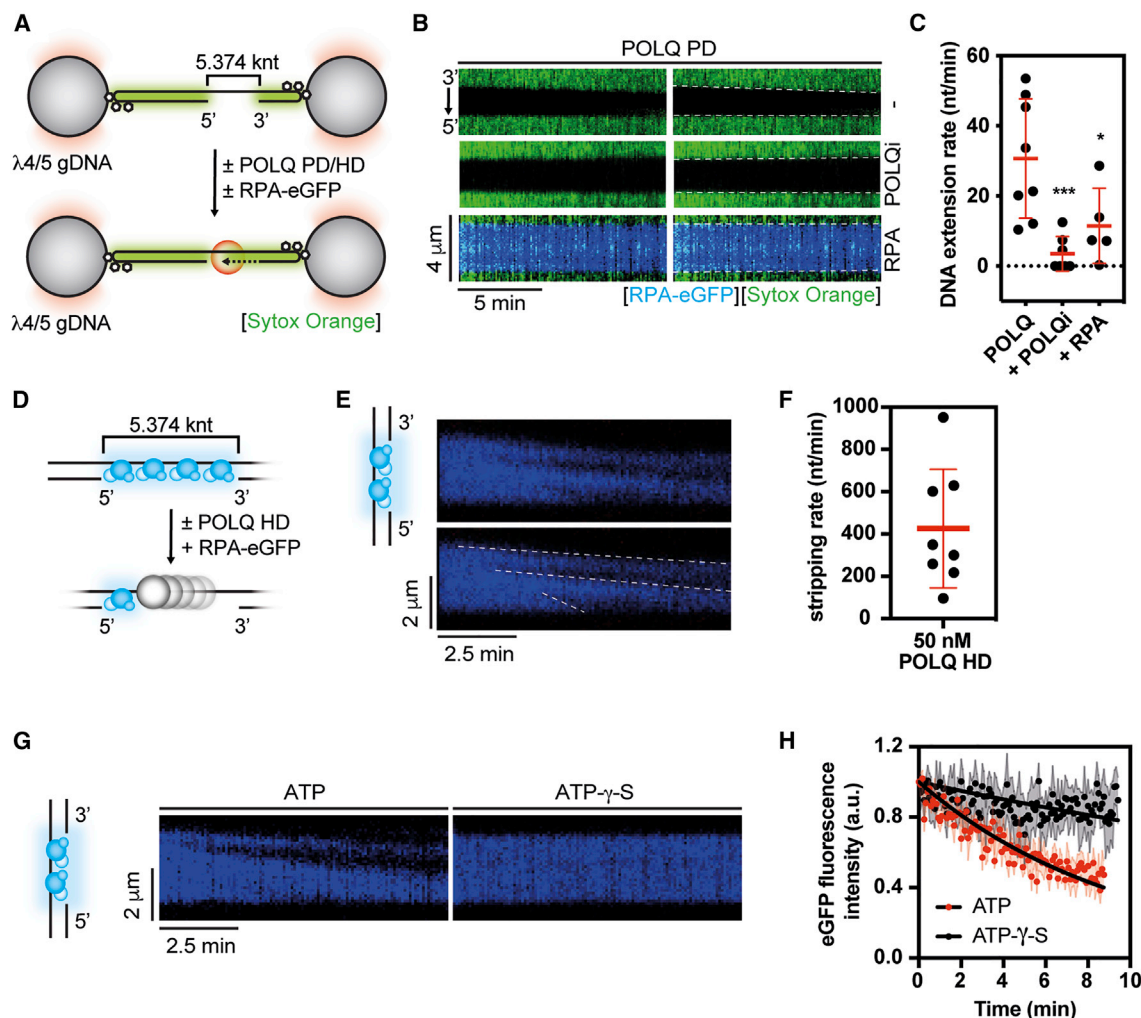 A
5.374 knt
5’
3’
λ4/5 gDNA
± POLQ PD/HD
± RPA-eGFP
λ4/5 gDNA
[Sytox Orange]
B
POLQ PD
3’
5’
-
POLQi
RPA
4 μm
5 min
[RPA-eGFP][Sytox Orange]
C
DNA extension rate (nt/min)
60
40
20
0
***
*
POLQ
+ POLQi
+ RPA
D
5.374 knt
5’
3’
± POLQ HD
+ RPA-eGFP
5’
3’
E
3’
5’
2 μm
2.5 min
F
stripping rate (nt/min)
1000
800
600
400
200
0
50 nM
POLQ HD
G
ATP
ATP-γ-S
3’
5’
2 μm
2.5 min
H
eGFP fluorescence
intensity (a.u.)
1.2
0.8
0.4
0.0
ATP
ATP-γ-S
0 2 4 6 8 10
Time (min)